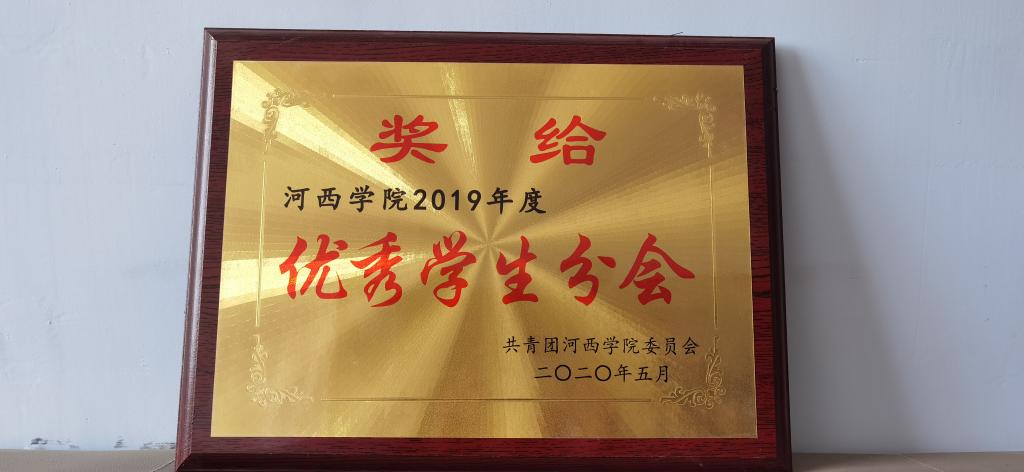 奖给
河西学院2019年度
优秀学生分会
共青团河西学院委员会
二〇二〇年五月